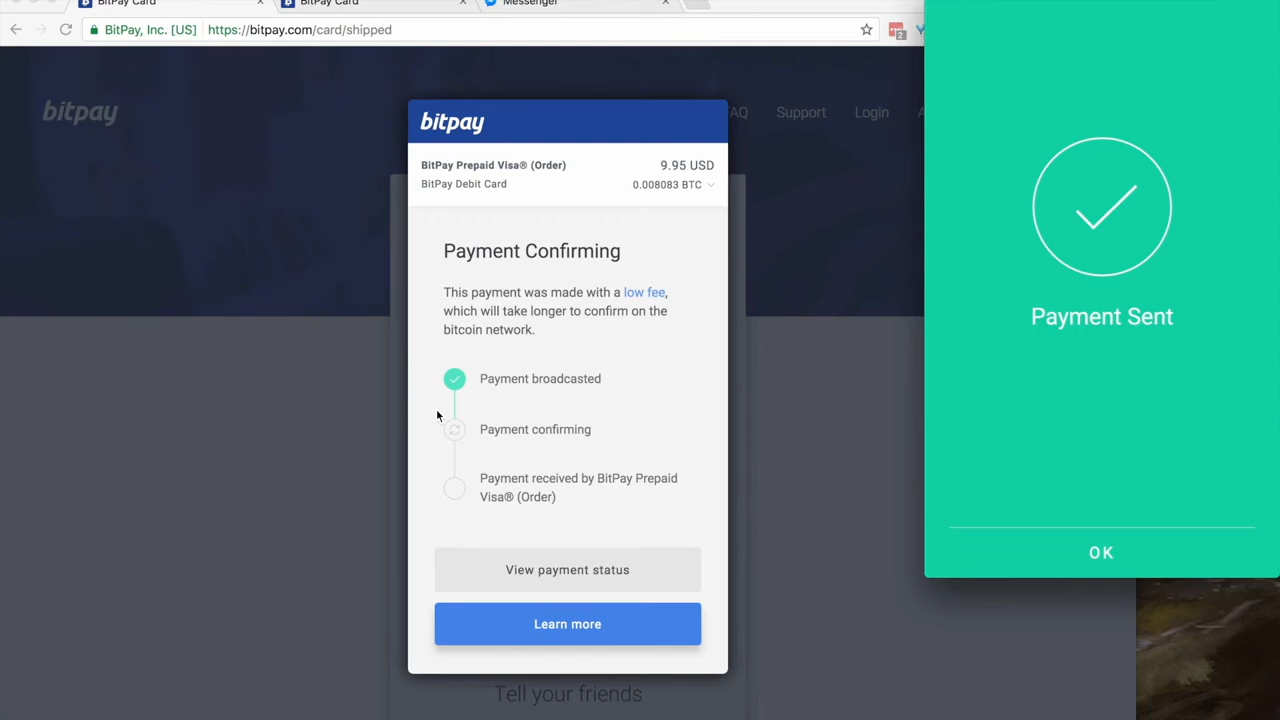 BitPay Card
BitPay Card
Messenger
BitPay, Inc. [US]
https://bitpay.com/card/shipped
2
bitpay
FAQ
Support
Login
bitpay
BitPay Prepaid Visa® (Order)
9.95 USD
BitPay Debit Card
0.008083 BTC
Payment Confirming
This payment was made with a low fee,
which will take longer to confirm on the
bitcoin network.
Payment broadcasted
Payment confirming
Payment received by BitPay Prepaid
Visa® (Order)
View payment status
Learn more
Tell your friends
Payment Sent
OK